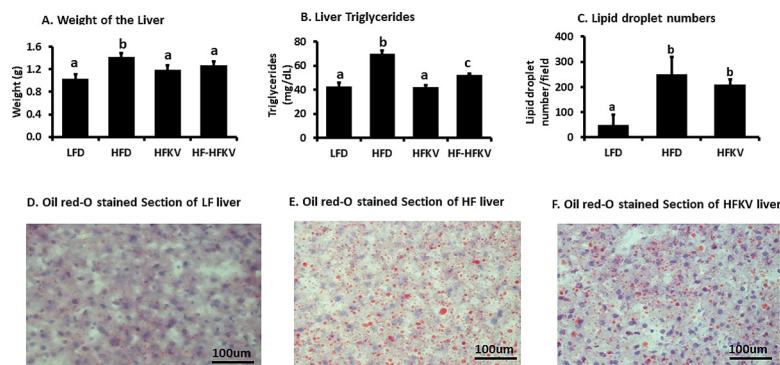 A. Weight of the Liver
Weight (g)
1.6
1.2
0.8
0.4
0.0
a
b
a
a
LFD HFD HFKV HF-HFKV
B. Liver Triglycerides
Triglycerides
(mg/dL)
80
60
40
20
0
a
b
a
c
LFD HFD HFKV HF-HFKV
C. Lipid droplet numbers
Lipid droplet
number/field
400
300
200
100
0
a
b
b
LFD HFD HFKV
D. Oil red-O stained Section of LF liver
100um
E. Oil red-O stained Section of HF liver
100um
F. Oil red-O stained Section of HFKV liver
100um